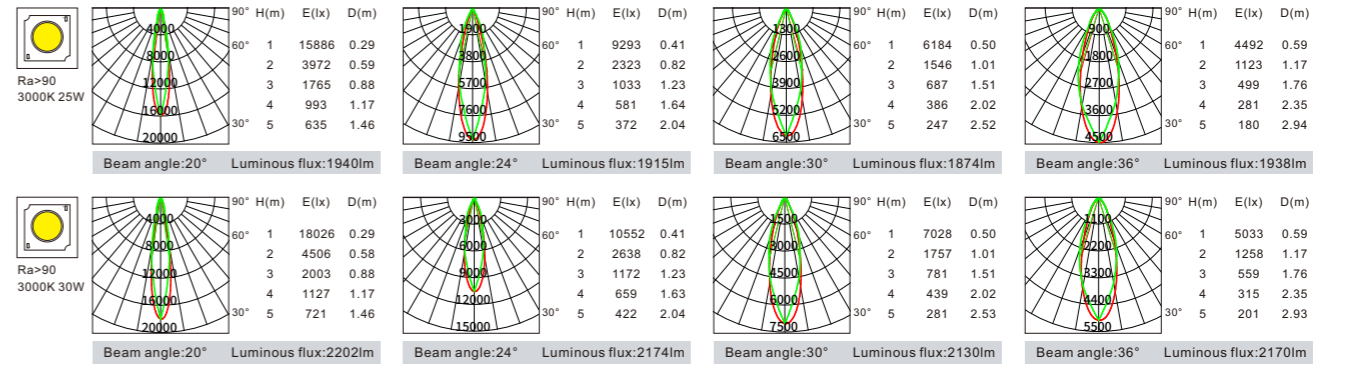 Ra>90
3000K 25W
4000
8000
12000
16000
20000
90° H(m) E(lx) D(m)
60° 1 15886 0.29
2 3972 0.59
3 1765 0.88
4 993 1.17
30° 5 635 1.46
Beam angle:20° Luminous flux:1940lm
1900
3800
5700
7600
9500
90° H(m) E(lx) D(m)
60° 1 9293 0.41
2 2323 0.82
3 1033 1.23
4 581 1.64
30° 5 372 2.04
Beam angle:24° Luminous flux:1915lm
1300
2600
3900
5200
6500
90° H(m) E(lx) D(m)
60° 1 6184 0.50
2 1546 1.01
3 687 1.51
4 386 2.02
30° 5 247 2.52
Beam angle:30° Luminous flux:1874lm
900
1800
2700
3600
4500
90° H(m) E(lx) D(m)
60° 1 4492 0.59
2 1123 1.17
3 499 1.76
4 281 2.35
30° 5 180 2.94
Beam angle:36° Luminous flux:1938lm
Ra>90
3000K 30W
4000
8000
12000
16000
20000
90° H(m) E(lx) D(m)
60° 1 18026 0.29
2 4506 0.58
3 2003 0.88
4 1127 1.17
30° 5 721 1.46
Beam angle:20° Luminous flux:2202lm
3000
6000
9000
12000
15000
90° H(m) E(lx) D(m)
60° 1 10552 0.41
2 2638 0.82
3 1172 1.23
4 659 1.63
30° 5 422 2.04
Beam angle:24° Luminous flux:2174lm
1500
3000
4500
6000
7500
90° H(m) E(lx) D(m)
60° 1 7028 0.50
2 1757 1.01
3 781 1.51
4 439 2.02
30° 5 281 2.53
Beam angle:30° Luminous flux:2130lm
1100
2200
3300
4400
5500
90° H(m) E(lx) D(m)
60° 1 5033 0.59
2 1258 1.17
3 559 1.76
4 315 2.35
30° 5 201 2.93
Beam angle:36° Luminous flux:2170lm